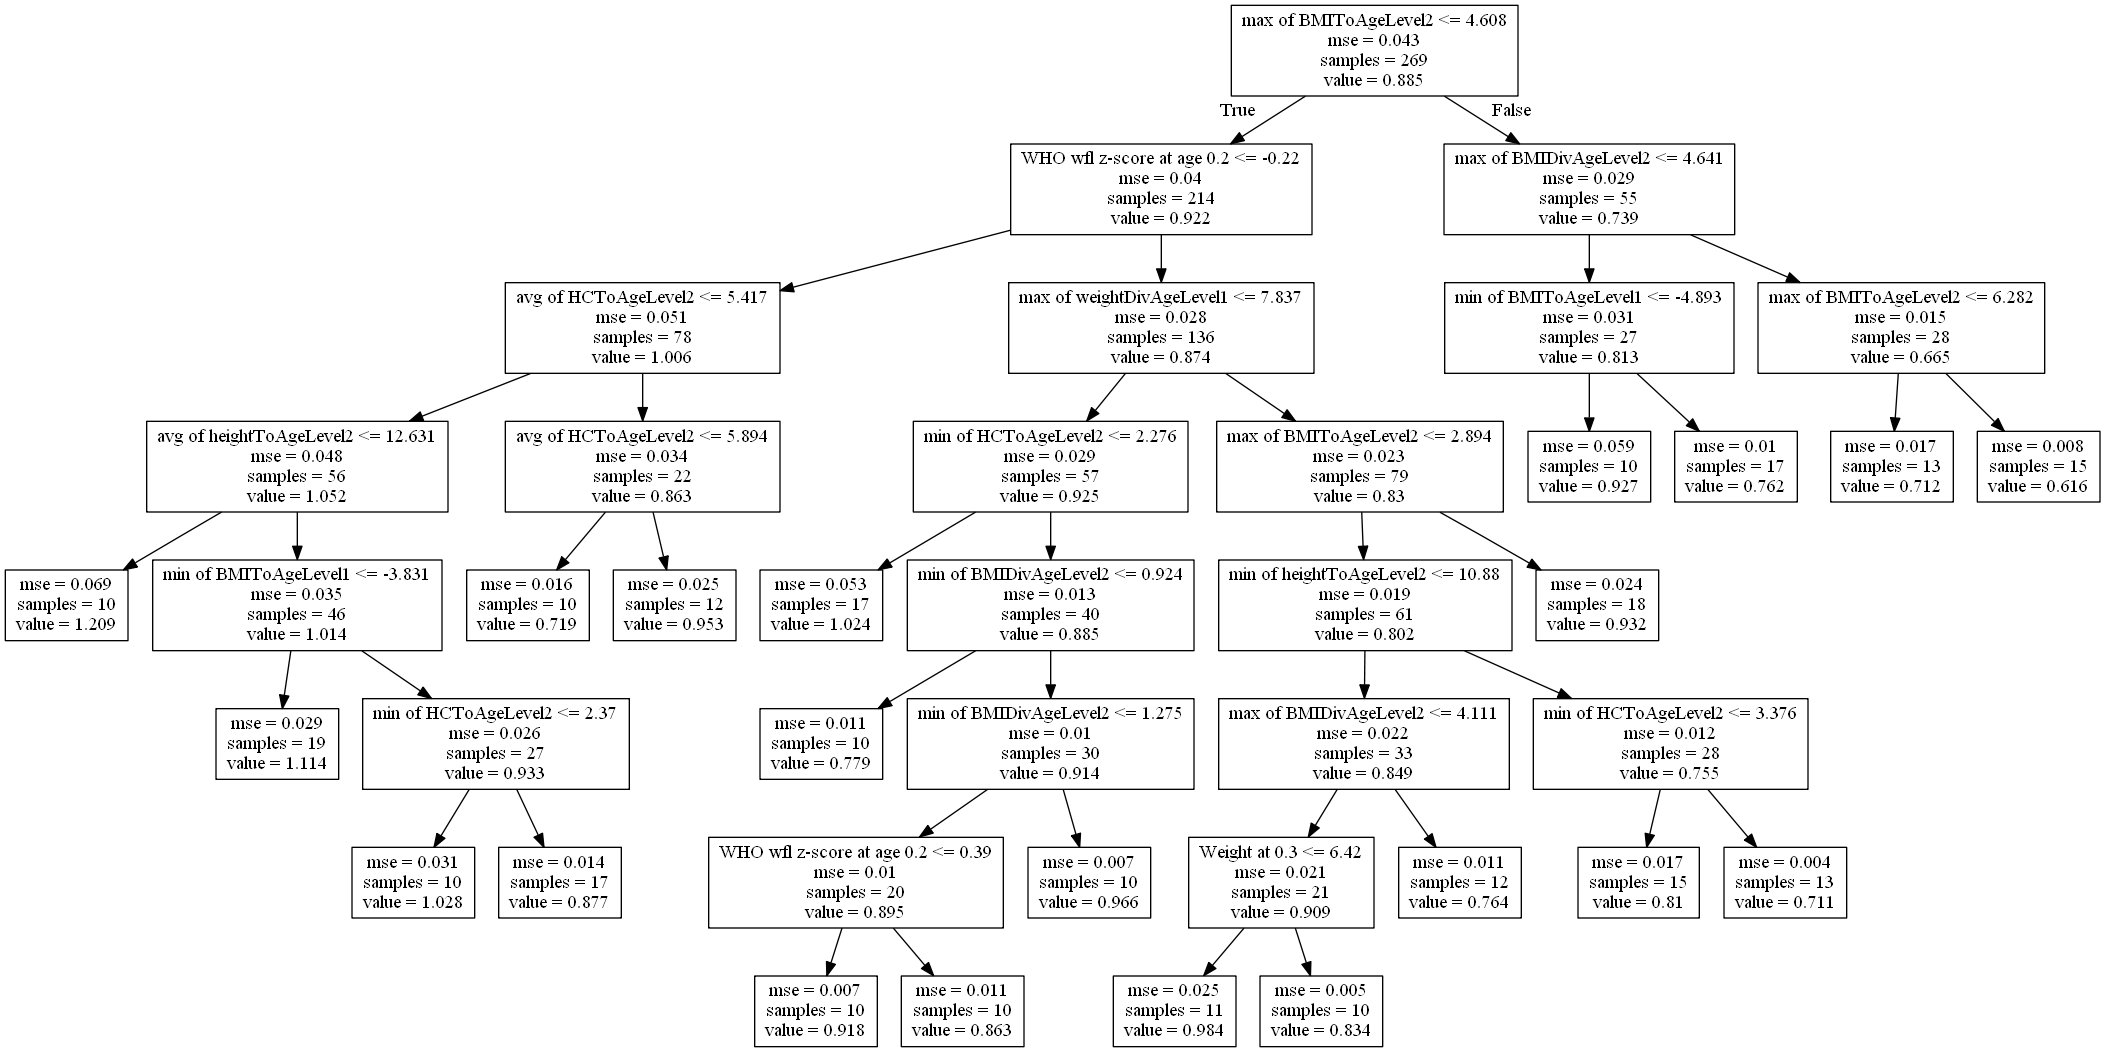 max of BMIToAgeLevel2 <= 4.608
mse = 0.043
samples = 269
value = 0.885
True
False
WHO wfl z-score at age 0.2 <= -0.22
mse = 0.04
samples = 214
value = 0.922
max of BMIDivAgeLevel2 <= 4.641
mse = 0.029
samples = 55
value = 0.739
avg of HCToAgeLevel2 <= 5.417
mse = 0.051
samples = 78
value = 1.006
max of weightDivAgeLevel1 <= 7.837
mse = 0.028
samples = 136
value = 0.874
min of BMIToAgeLevel1 <= -4.893
mse = 0.031
samples = 27
value = 0.813
max of BMIToAgeLevel2 <= 6.282
mse = 0.015
samples = 28
value = 0.665
avg of heightToAgeLevel2 <= 12.631
mse = 0.048
samples = 56
value = 1.052
avg of HCToAgeLevel2 <= 5.894
mse = 0.034
samples = 22
value = 0.863
min of HCToAgeLevel2 <= 2.276
mse = 0.029
samples = 57
value = 0.925
max of BMIToAgeLevel2 <= 2.894
mse = 0.023
samples = 79
value = 0.83
mse = 0.059
samples = 10
value = 0.927
mse = 0.01
samples = 17
value = 0.762
mse = 0.017
samples = 13
value = 0.712
mse = 0.008
samples = 15
value = 0.616
mse = 0.069
samples = 10
value = 1.209
min of BMIToAgeLevel1 <= -3.831
mse = 0.035
samples = 46
value = 1.014
mse = 0.016
samples = 10
value = 0.719
mse = 0.025
samples = 12
value = 0.953
mse = 0.053
samples = 17
value = 1.024
min of BMIDivAgeLevel2 <= 0.924
mse = 0.013
samples = 40
value = 0.885
min of heightToAgeLevel2 <= 10.88
mse = 0.019
samples = 61
value = 0.802
mse = 0.024
samples = 18
value = 0.932
mse = 0.029
samples = 19
value = 1.114
min of HCToAgeLevel2 <= 2.37
mse = 0.026
samples = 27
value = 0.933
mse = 0.011
samples = 10
value = 0.779
min of BMIDivAgeLevel2 <= 1.275
mse = 0.01
samples = 30
value = 0.914
max of BMIDivAgeLevel2 <= 4.111
mse = 0.022
samples = 33
value = 0.849
min of HCToAgeLevel2 <= 3.376
mse = 0.012
samples = 28
value = 0.755
mse = 0.031
samples = 10
value = 1.028
mse = 0.014
samples = 17
value = 0.877
WHO wfl z-score at age 0.2 <= 0.39
mse = 0.01
samples = 20
value = 0.895
mse = 0.007
samples = 10
value = 0.966
Weight at 0.3 <= 6.42
mse = 0.021
samples = 21
value = 0.909
mse = 0.011
samples = 12
value = 0.764
mse = 0.017
samples = 15
value = 0.81
mse = 0.004
samples = 13
value = 0.711
mse = 0.007
samples = 10
value = 0.918
mse = 0.011
samples = 10
value = 0.863
mse = 0.025
samples = 11
value = 0.984
mse = 0.005
samples = 10
value = 0.834